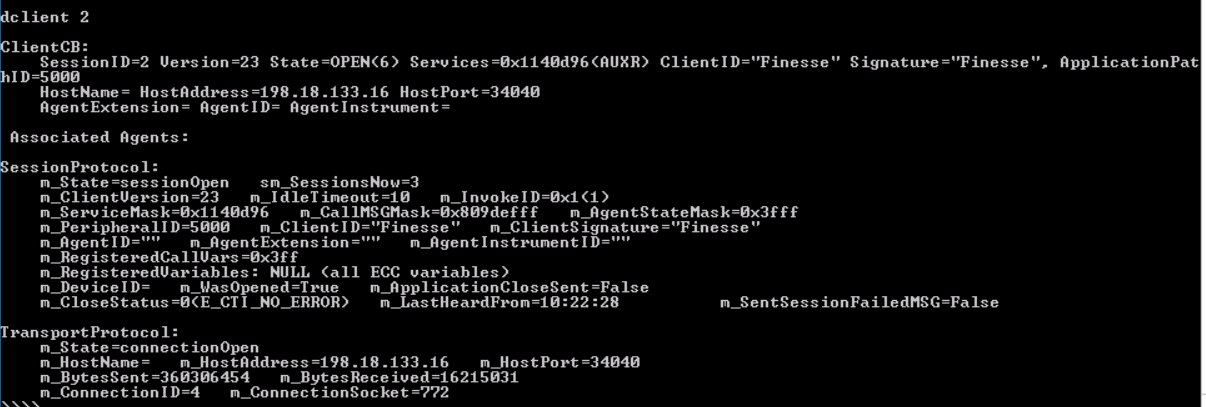 dclient 2
ClientCB:
SessionID=2 Version=23 State=OPEN(6) Services=0x1140d96(AUXR) ClientID="Finesse" Signature="Finesse", ApplicationPat
hID=5000
HostName= HostAddress=198.18.133.16 HostPort=34040
AgentExtension= AgentID= AgentInstrument=
Associated Agents:
SessionProtocol:
m_State=sessionOpen sm_SessionsNow=3
m_ClientVersion=23 m_IdleTimeout=10 m_InvokeID=0x1(1)
m_ServiceMask=0x1140d96 m_CallMSGMask=0x809defff m_AgentStateMask=0x3fff
m_PeripheralID=5000 m_ClientID="Finesse" m_ClientSignature="Finesse"
m_AgentID="" m_AgentExtension="" m_AgentInstrumentID=""
m_RegisteredCallVars=0x3ff
m_RegisteredVariables: NULL (all ECC variables)
m_DeviceID= m_WasOpened=True m_ApplicationCloseSent=False
m_CloseStatus=0(E_CTI_NO_ERROR) m_LastHeardFrom=10:22:28 m_SentSessionFailedMSG=False
TransportProtocol:
m_State=connectionOpen
m_HostName= m_HostAddress=198.18.133.16 m_HostPort=34040
m_BytesSent=360306454 m_BytesReceived=16215031
m_ConnectionID=4 m_ConnectionSocket=772